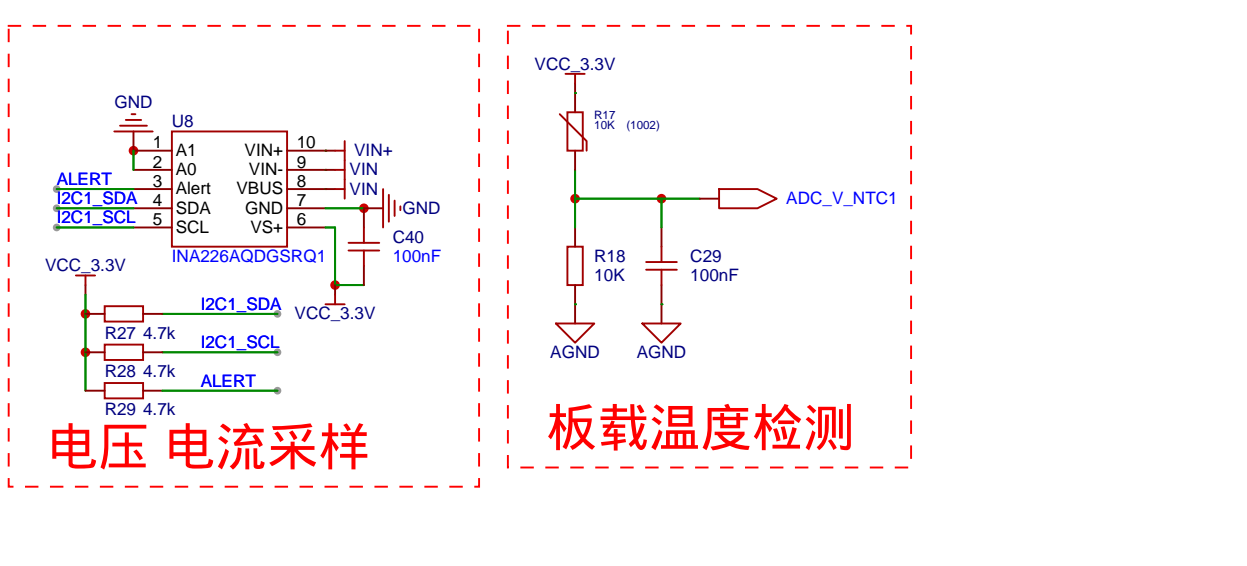 GND
U8
1 A1 VIN+ 10 VIN+
2 A0 VIN- 9 VIN
ALERT 3 Alert VBUS 8 VIN
I2C1_SDA 4 SDA GND 7 GND
I2C1_SCL 5 SCL VS+ 6
INA226AQDGSRQ1
C40
100nF
VCC_3.3V
VCC_3.3V
I2C1_SDA
R27 4.7k
I2C1_SCL
R28 4.7k
ALERT
R29 4.7k
电压 电流采样
VCC_3.3V
R17
10K (1002)
ADC_V_NTC1
R18
10K
C29
100nF
AGND
AGND
板载温度检测